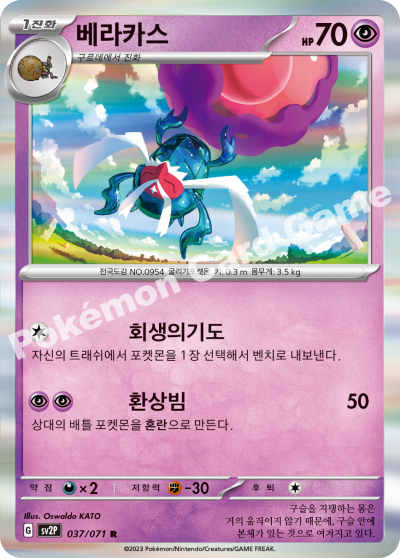 1진화
베라카스
HP 70
구르데에서 진화
전국도감 NO.0954 굴리기포켓몬 키: 0.3 m 몸무게: 3.5 kg
Pokémon Card Game
회생의기도
자신의 트래쉬에서 포켓몬을 1장 선택해서 벤치로 내보낸다.
환상빔 50
상대의 배틀 포켓몬을 혼란으로 만든다.
약점 ×2 저항력 -30 후퇴
Illus. Oswaldo KATO
G sv2P 037/071 R
구슬을 지탱하는 몸은
거의 움직이지 않기 때문에, 구슬 안에
본체가 있는 것으로 여겨지고 있다.
©2023 Pokémon/Nintendo/Creatures/GAME FREAK.